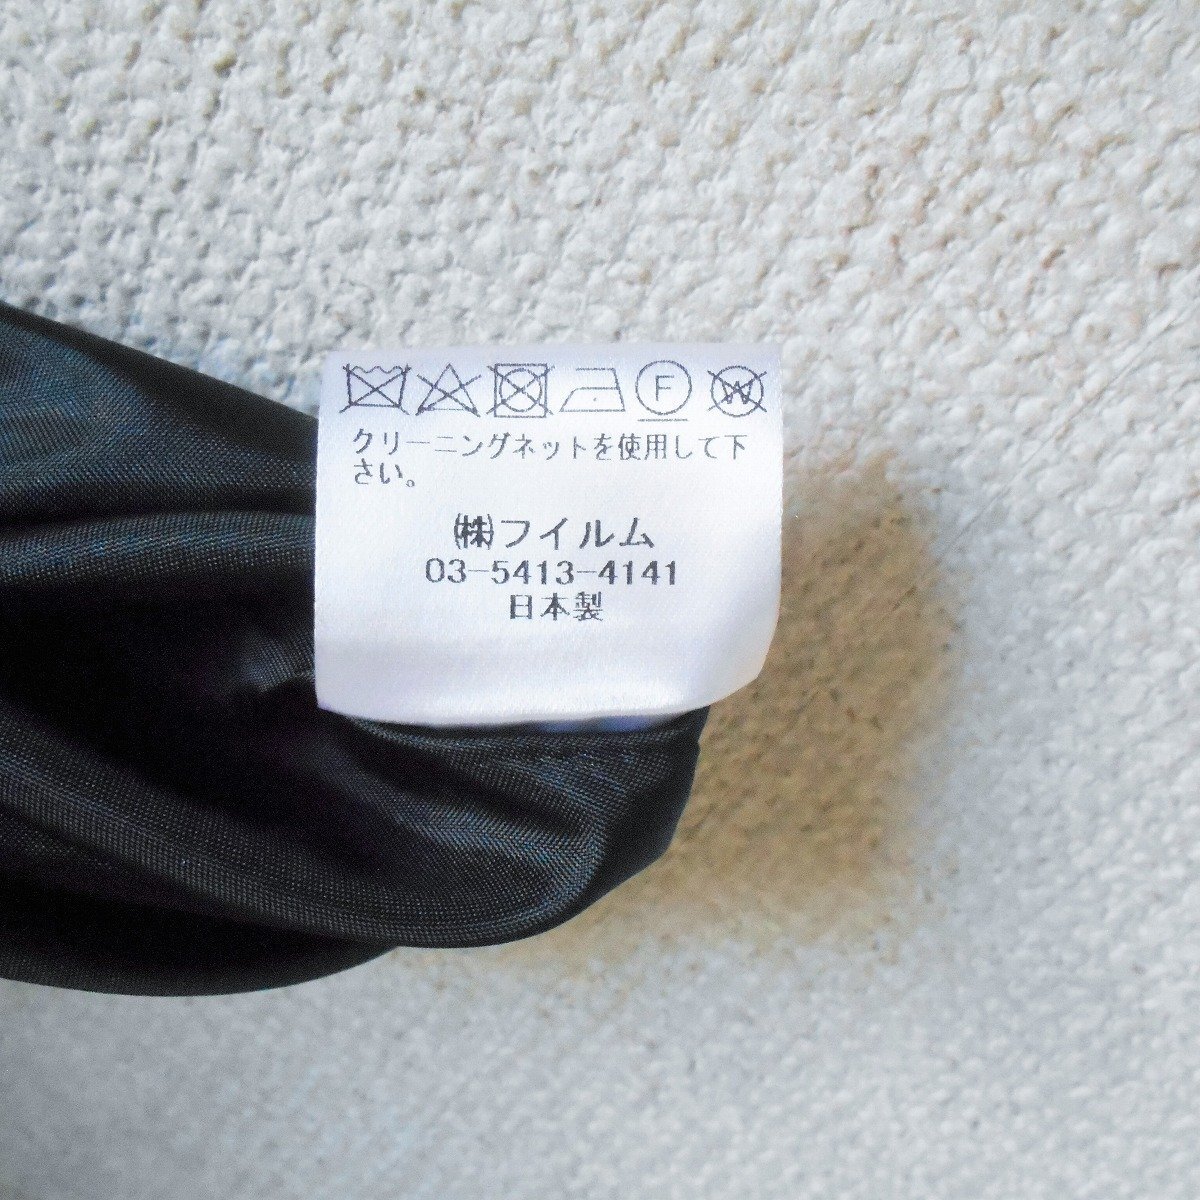 F W
クリーニングネットを使用して下
さい。
㈱フイルム
03-5413-4141
日本製